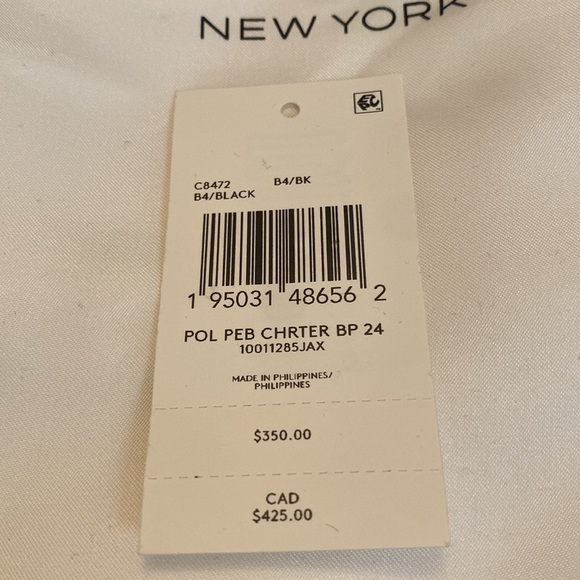 NEW YORK
C8472 B4/BK
B4/BLACK
1 95031 48656 2
POL PEB CHRTER BP 24
10011285JAX
MADE IN PHILIPPINES/
PHILIPPINES
$350.00
CAD
$425.00